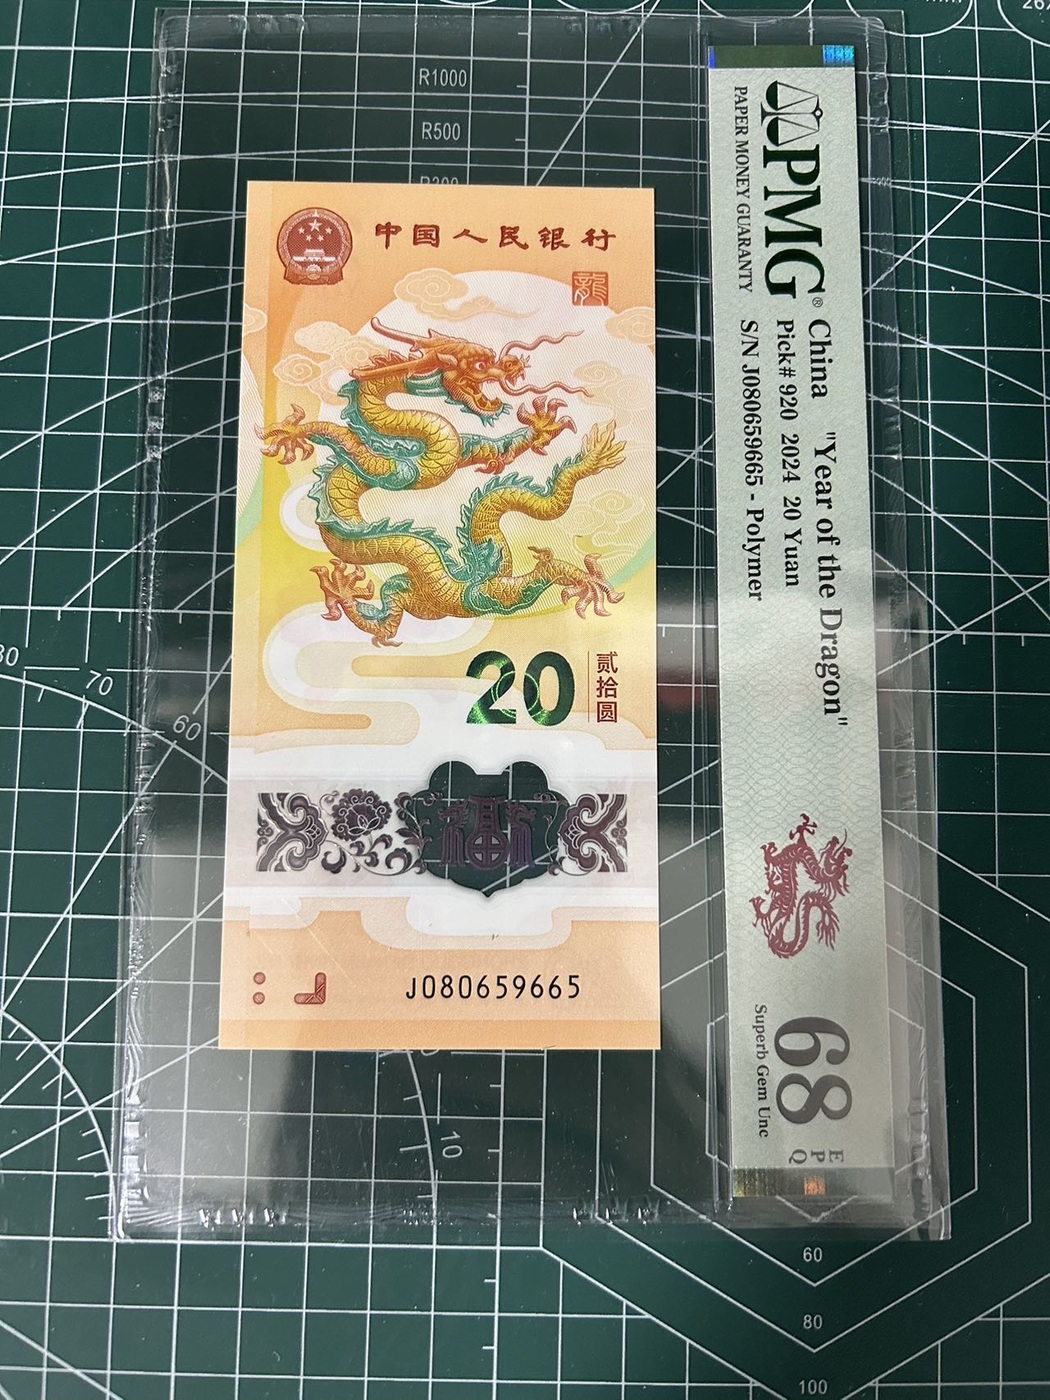 R1000
R500
R300
中国人民银行
龍
20
贰拾圆
福
J080659665
PMG®
PAPER MONEY GUARANTY
China "Year of the Dragon"
Pick# 920 2024 20 Yuan
S/N J080659665 - Polymer
68
EPQ
Superb Gem Unc
80
70
60
10
60
80
100